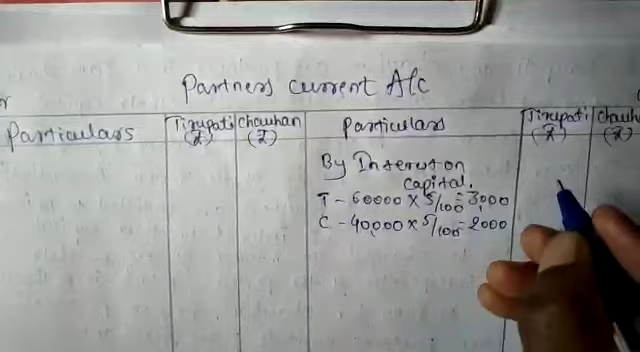 Partners current A/c
Particulars Tirupati (₹) Chauhan (₹) Particulars Tirupati (₹)
By Interest on
capital.
T - 60000 × 5/100 = 3000
C - 40000 × 5/100 = 2000